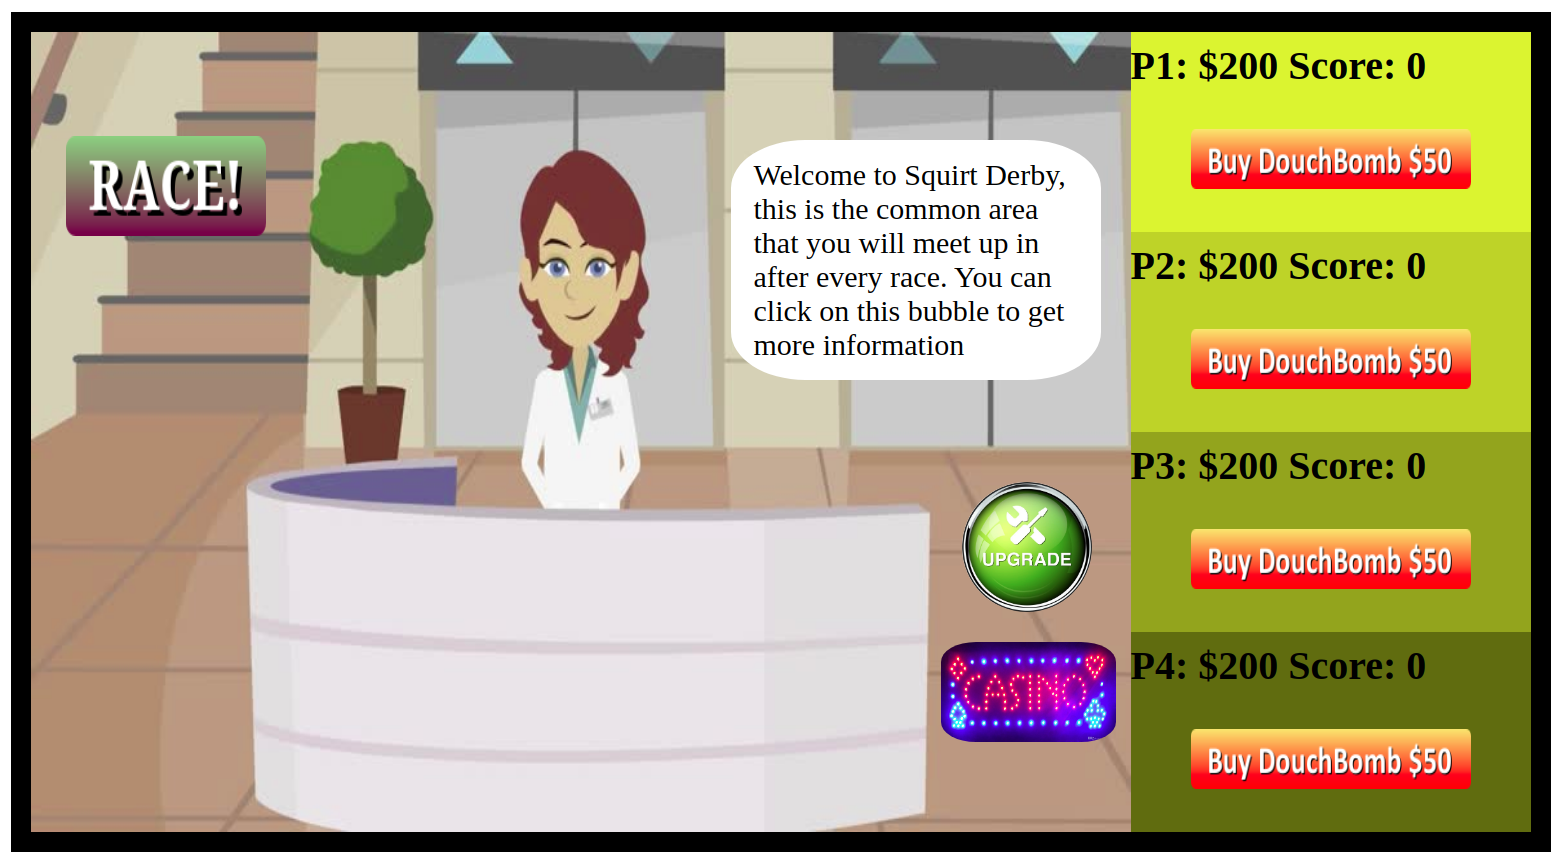 RACE!
Welcome to Squirt Derby,
this is the common area
that you will meet up in
after every race. You can
click on this bubble to get
more information
UPGRADE
CASINO
P1: $200 Score: 0
Buy DouchBomb $50
P2: $200 Score: 0
Buy DouchBomb $50
P3: $200 Score: 0
Buy DouchBomb $50
P4: $200 Score: 0
Buy DouchBomb $50